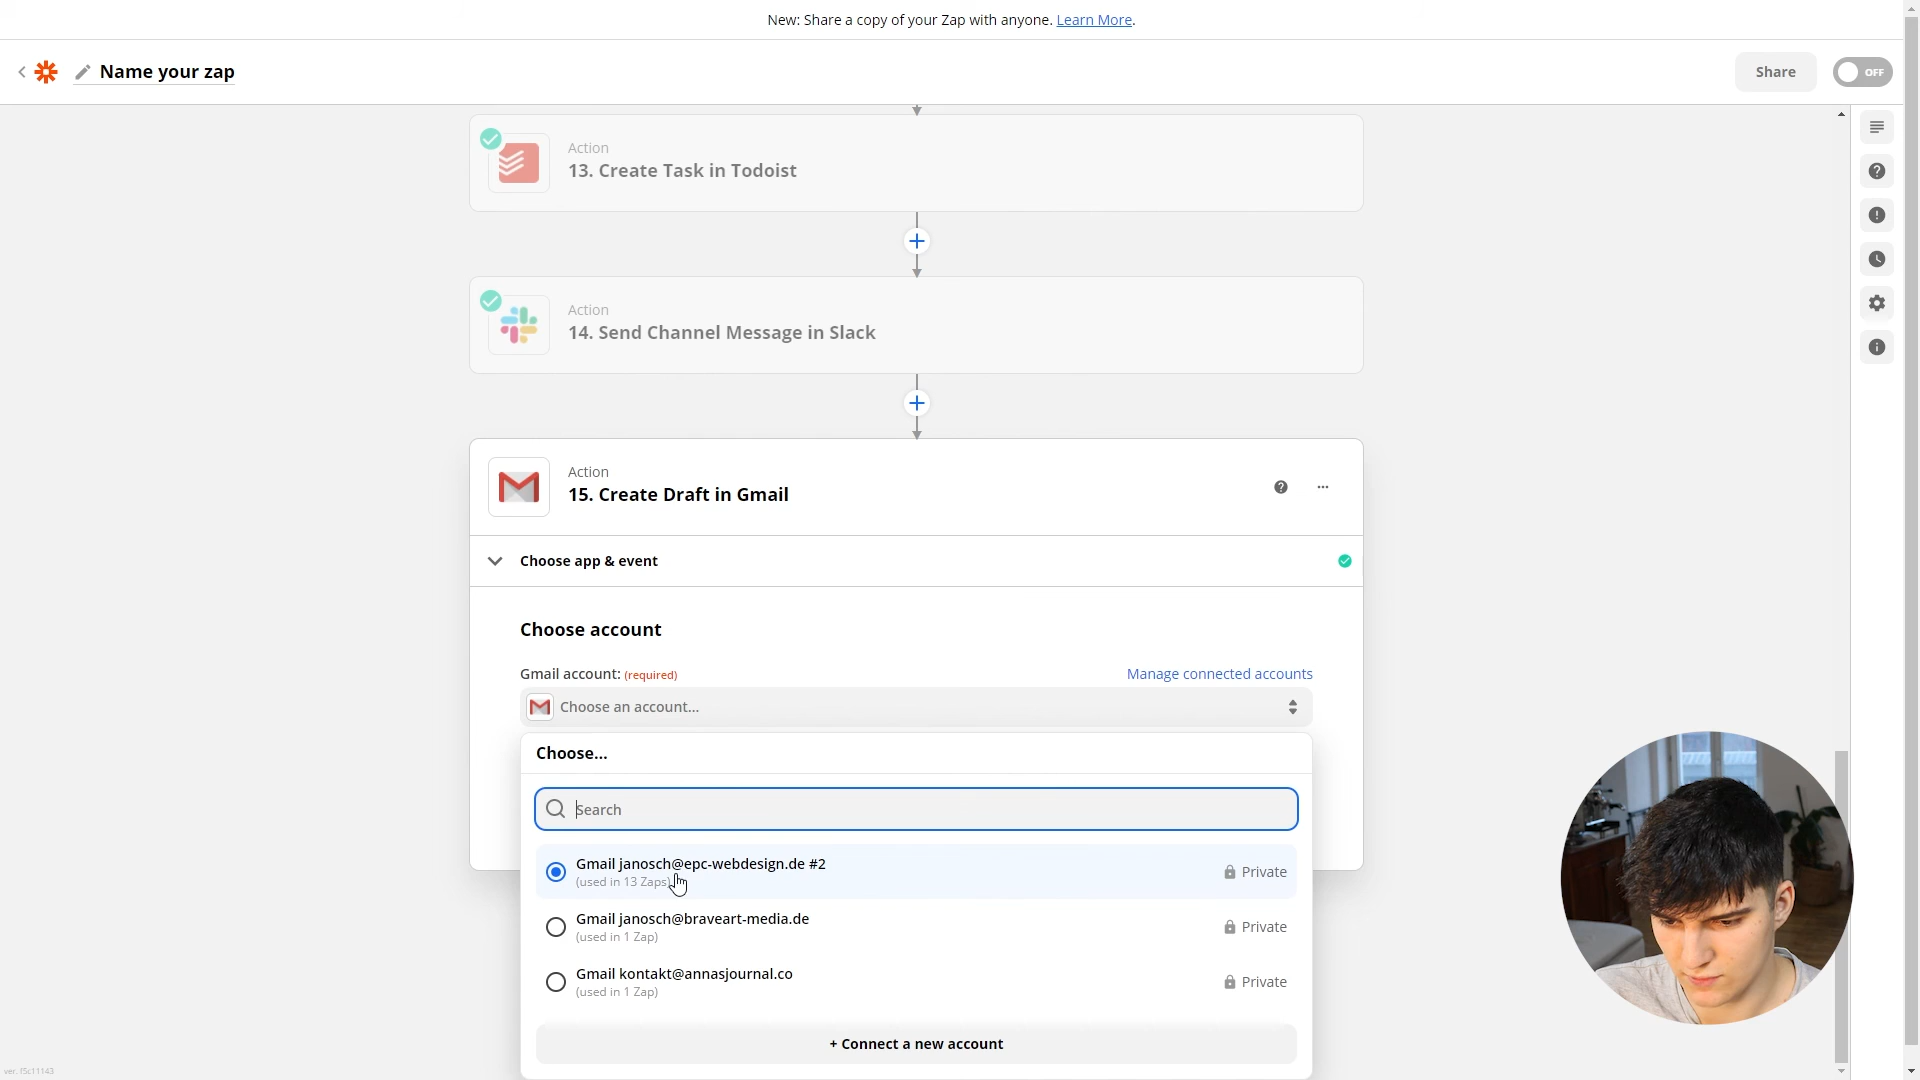 New: Share a copy of your Zap with anyone. Learn More.
Name your zap
Share
OFF
Action
13. Create Task in Todoist
Action
14. Send Channel Message in Slack
Action
15. Create Draft in Gmail
Choose app & event
Choose account
Gmail account: (required)
Manage connected accounts
Choose an account...
Choose...
Search
Gmail janosch@epc-webdesign.de #2
(used in 13 Zaps)
Private
Gmail janosch@braveart-media.de
(used in 1 Zap)
Private
Gmail kontakt@annasjournal.co
(used in 1 Zap)
Private
+ Connect a new account